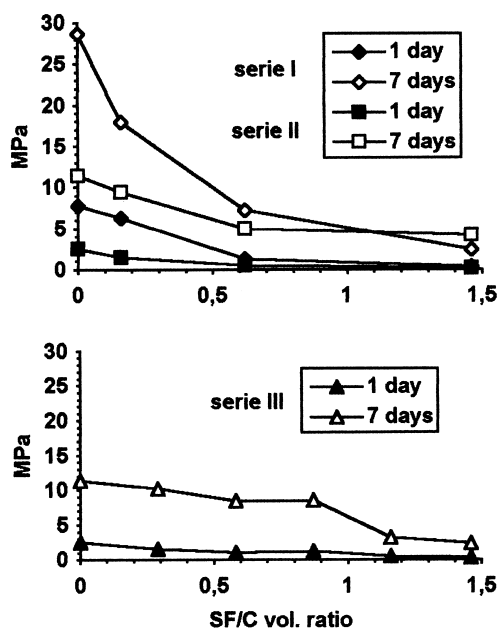 30
25
20
15
10
5
0
MPa
serie I
serie II
1 day
7 days
1 day
7 days
0 0,5 1 1,5
30
25
20
15
10
5
0
MPa
serie III
1 day
7 days
0 0,5 1 1,5
SF/C vol. ratio